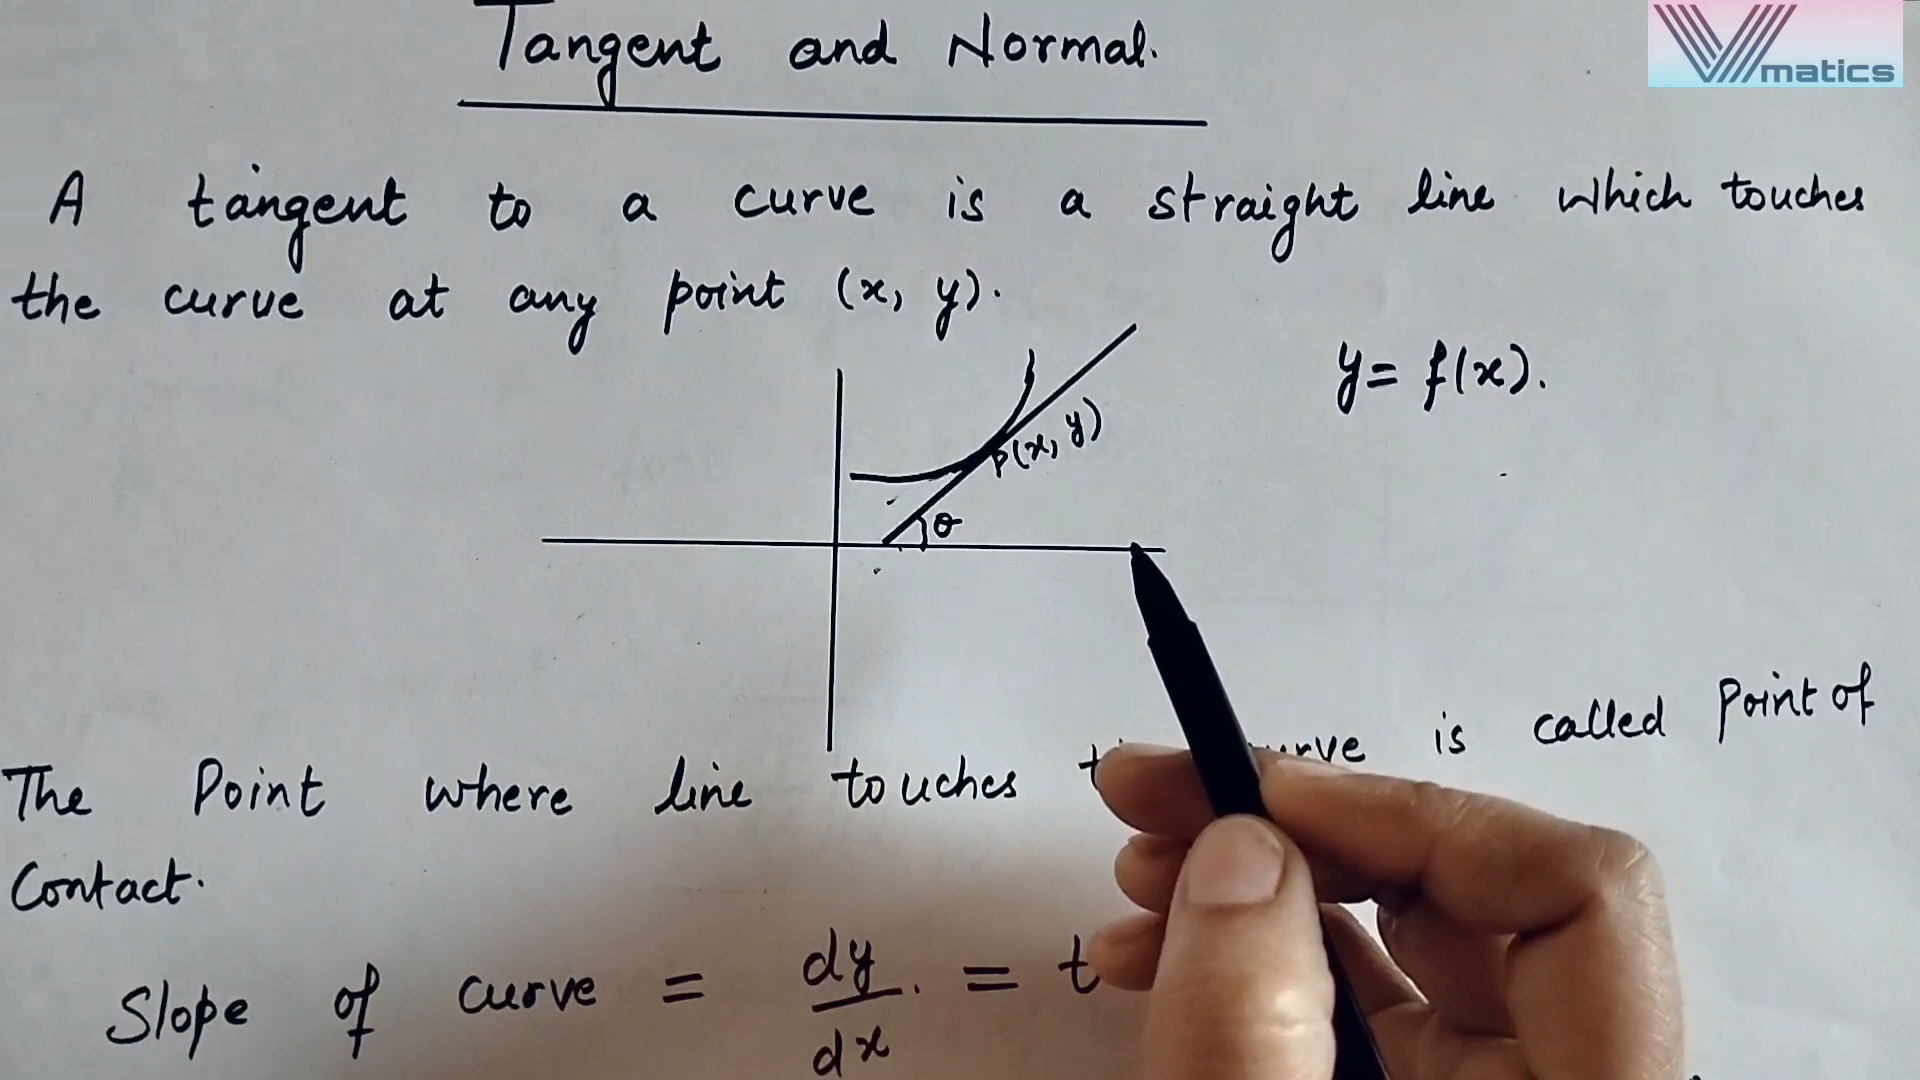 Tangent and Normal.
Vmatics
A tangent to a curve is a straight line which touches
the curve at any point (x, y).
y = f(x).
P(x, y)
θ
The Point where line touches is called Point of
Contact.
Slope of curve = dy/dx. =